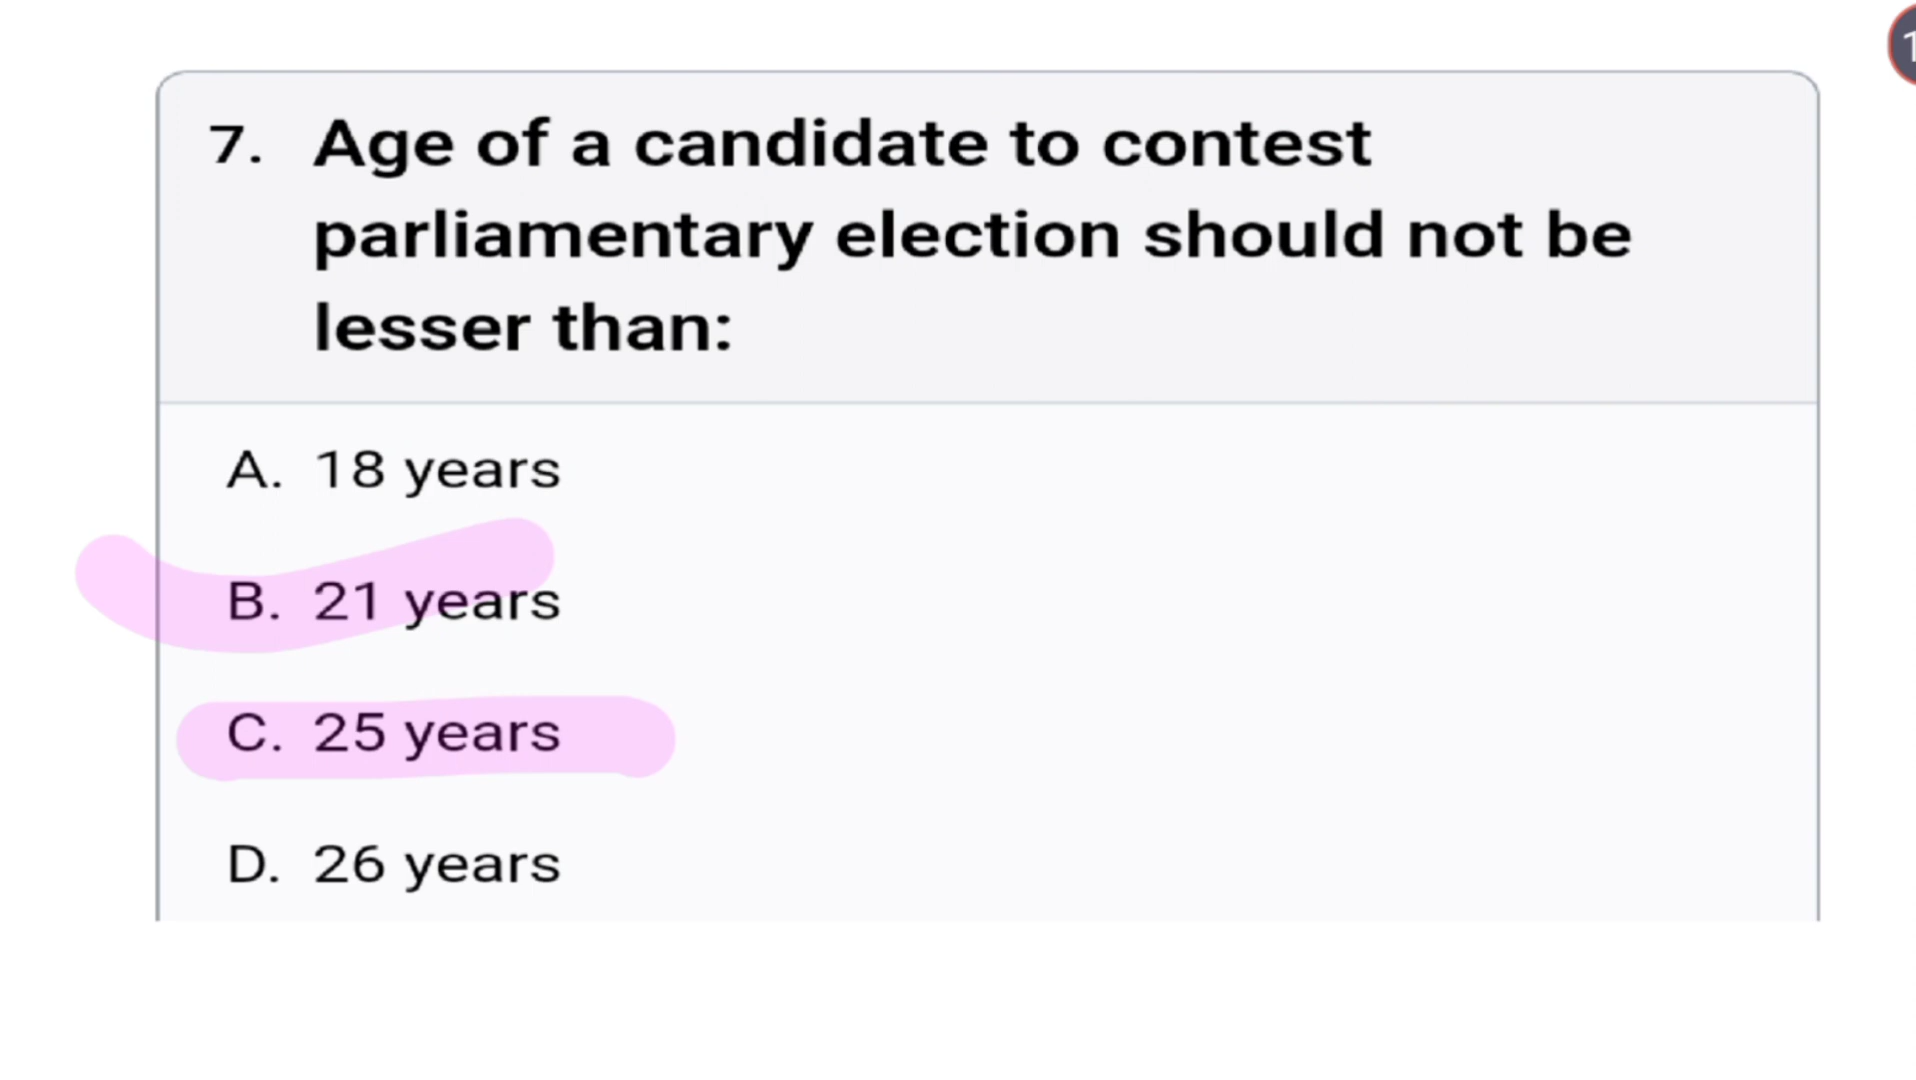 7. Age of a candidate to contest
parliamentary election should not be
lesser than:
A. 18 years
B. 21 years
C. 25 years
D. 26 years